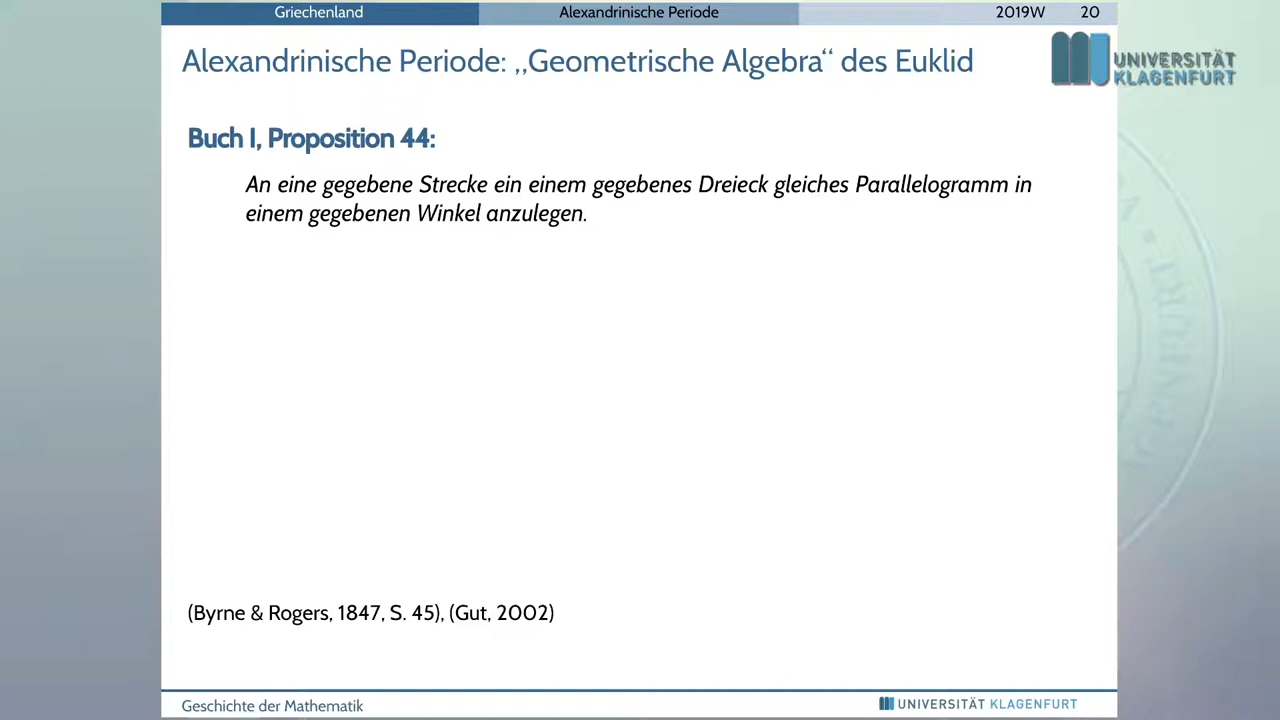 Griechenland
Alexandrinische Periode
2019W 20
Alexandrinische Periode: „Geometrische Algebra“ des Euklid
UNIVERSITÄT
KLAGENFURT
Buch I, Proposition 44:
An eine gegebene Strecke ein einem gegebenes Dreieck gleiches Parallelogramm in
einem gegebenen Winkel anzulegen.
(Byrne & Rogers, 1847, S. 45), (Gut, 2002)
Geschichte der Mathematik
UNIVERSITÄT KLAGENFURT